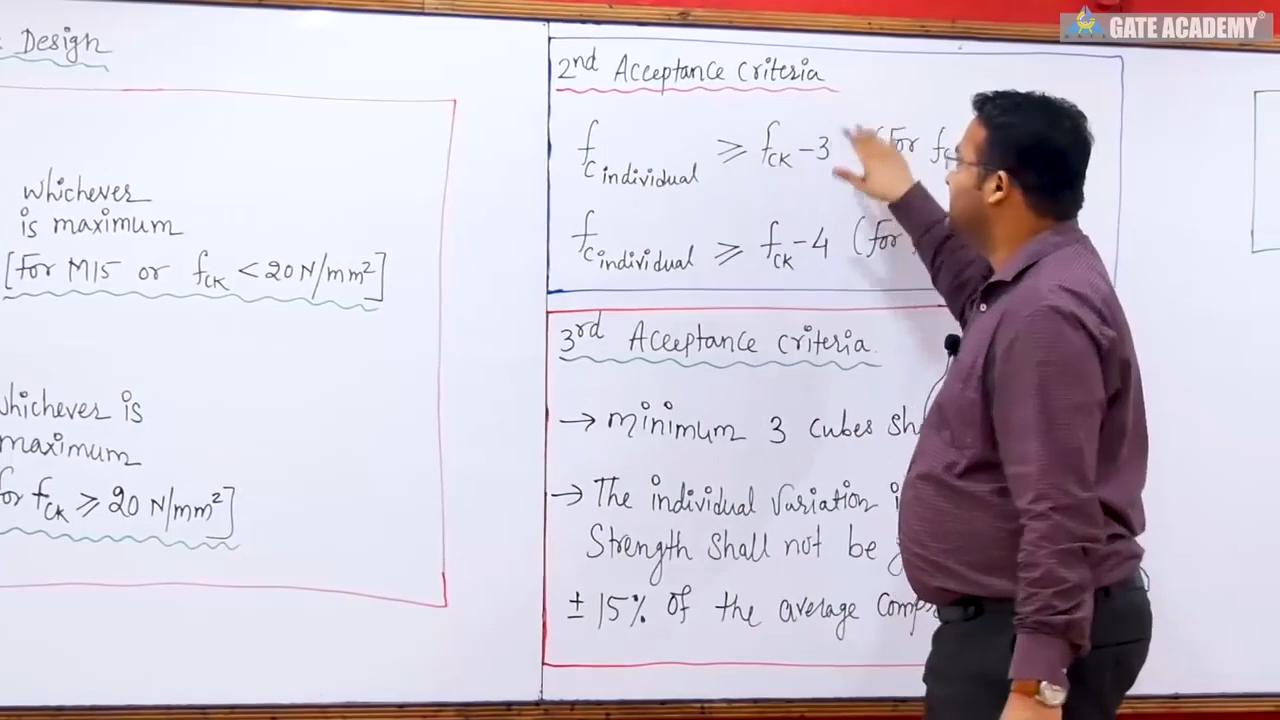 Design
whichever
is maximum
[for M15 or fCK < 20 N/mm²]
whichever is
maximum
for fCK ≥ 20 N/mm²]
2nd Acceptance Criteria
fc individual ≥ fCK - 3 (for
fc individual ≥ fCK - 4 (for
3rd Acceptance Criteria.
→ minimum 3 cubes
→ The individual variation
Strength shall not be
± 15% of the average
GATE ACADEMY®